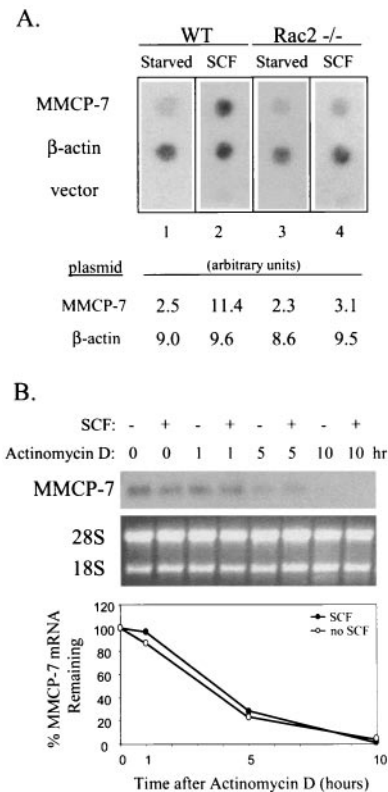 A.
WT Rac2 -/-
Starved SCF Starved SCF
MMCP-7
β-actin
vector
1 2 3 4
plasmid (arbitrary units)
MMCP-7 2.5 11.4 2.3 3.1
β-actin 9.0 9.6 8.6 9.5
B.
SCF: - + - + - + - +
Actinomycin D: 0 0 1 1 5 5 10 10 hr
MMCP-7
28S
18S
120
100
80
60
40
20
0
% MMCP-7 mRNA
Remaining
SCF
no SCF
0 1 5 10
Time after Actinomycin D (hours)